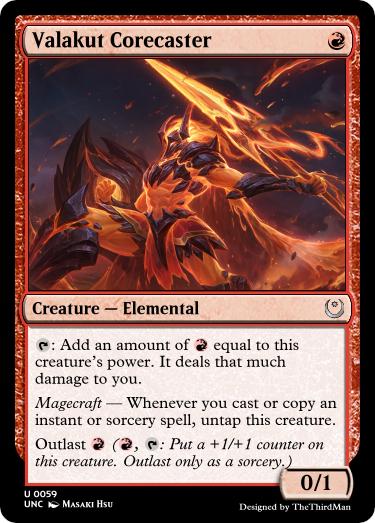 Valakut Corecaster
Creature — Elemental
: Add an amount of equal to this
creature's power. It deals that much
damage to you.
Magecraft — Whenever you cast or copy an
instant or sorcery spell, untap this creature.
Outlast ( , : Put a +1/+1 counter on
this creature. Outlast only as a sorcery.)
0/1
U 0059
UNC Masaki Hsu
Designed by TheThirdMan